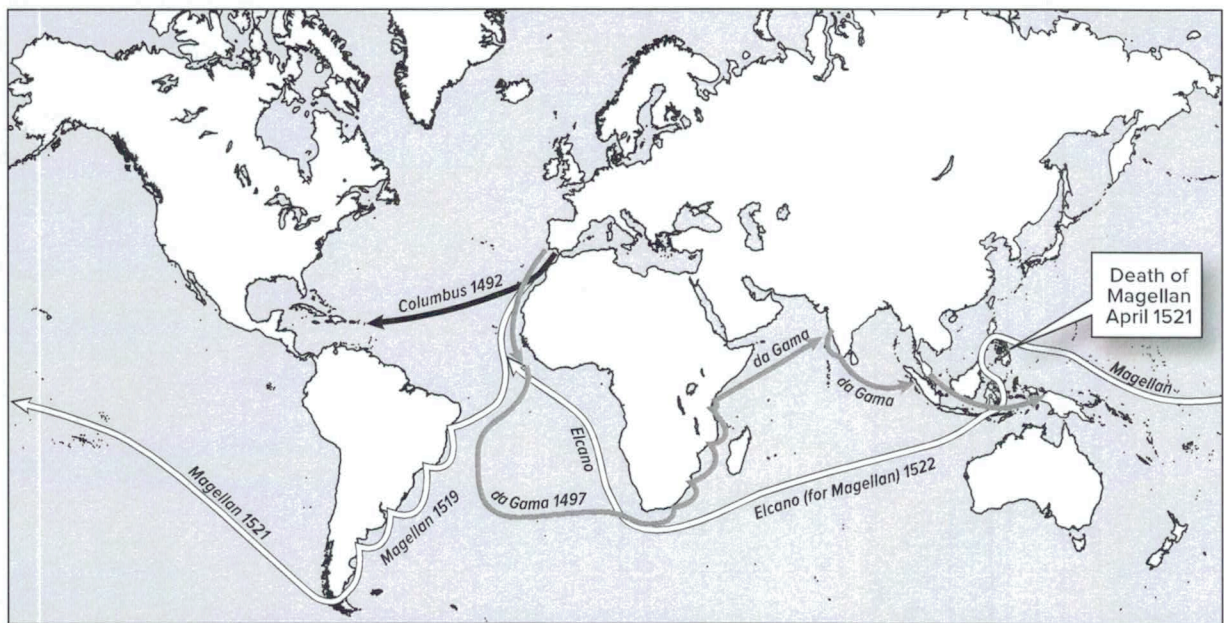 Columbus 1492
Death of
Magellan
April 1521
da Gama
da Gama
Magellan
Elcano
Magellan 1521
da Gama 1497
Magellan 1519
Elcano (for Magellan) 1522